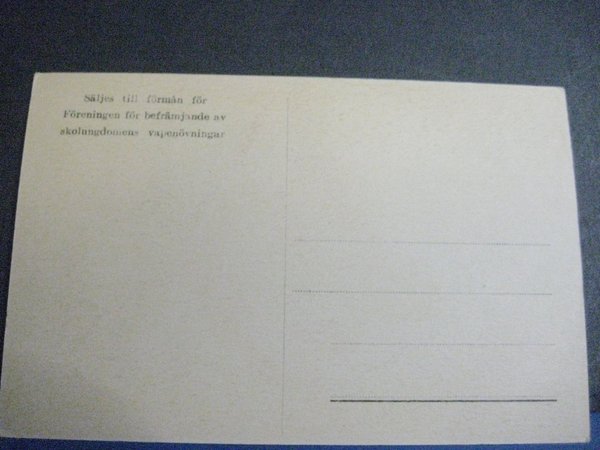 Säljes till förmån för
Föreningen för befrämjande av
skolungdomens vapenövningar